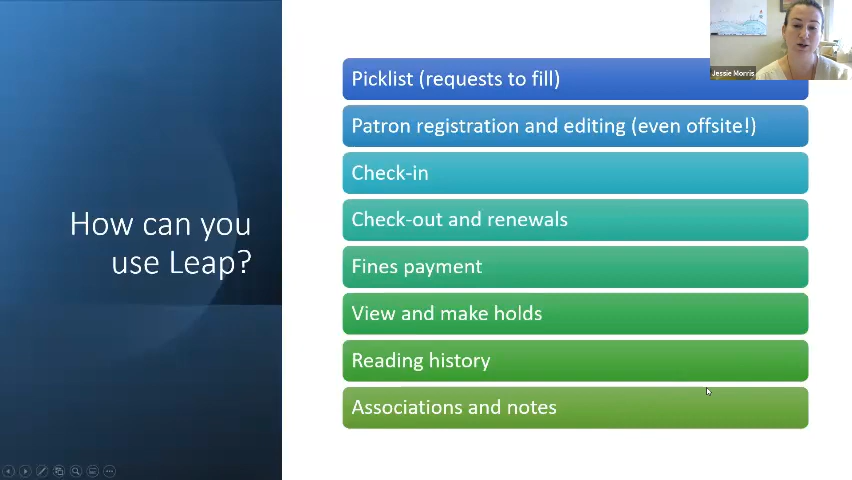 How can you
use Leap?
Picklist (requests to fill)
Patron registration and editing (even offsite!)
Check-in
Check-out and renewals
Fines payment
View and make holds
Reading history
Associations and notes
Jessie Morris